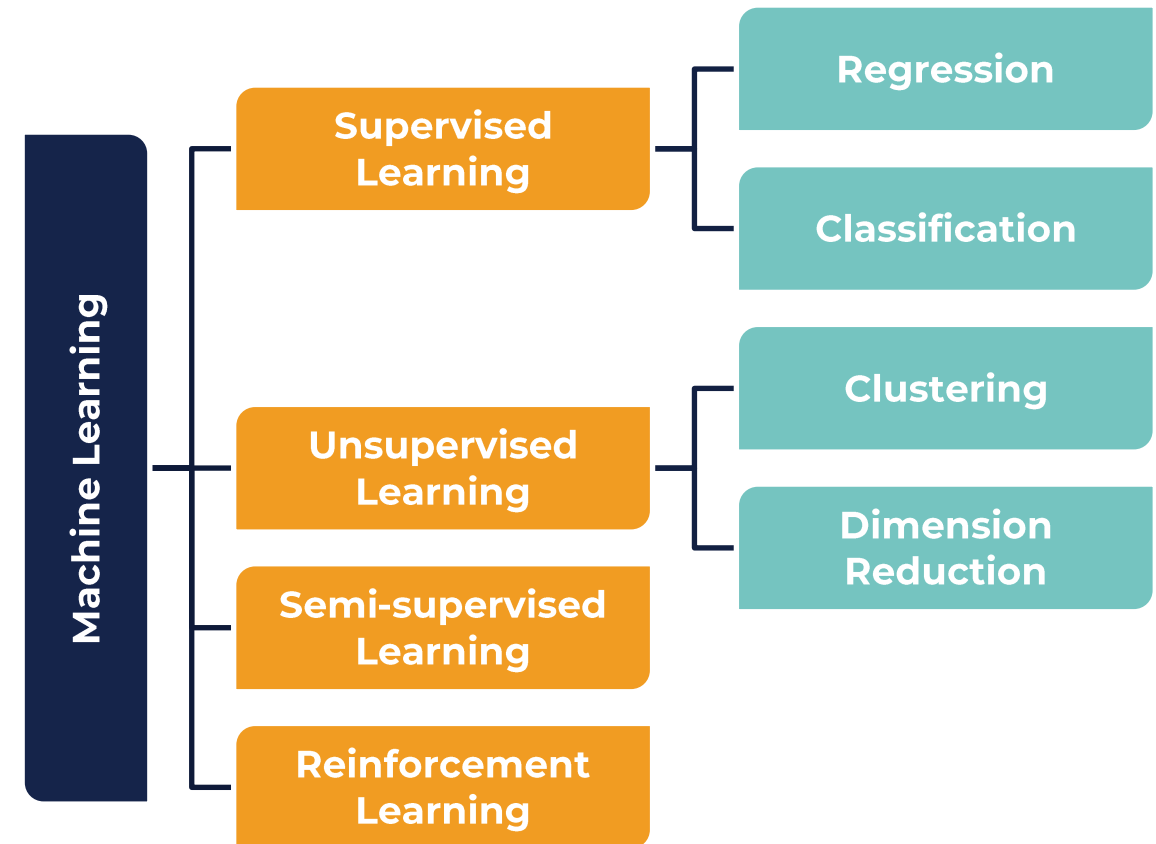 Machine Learning
Supervised
Learning
Regression
Classification
Unsupervised
Learning
Clustering
Dimension
Reduction
Semi-supervised
Learning
Reinforcement
Learning